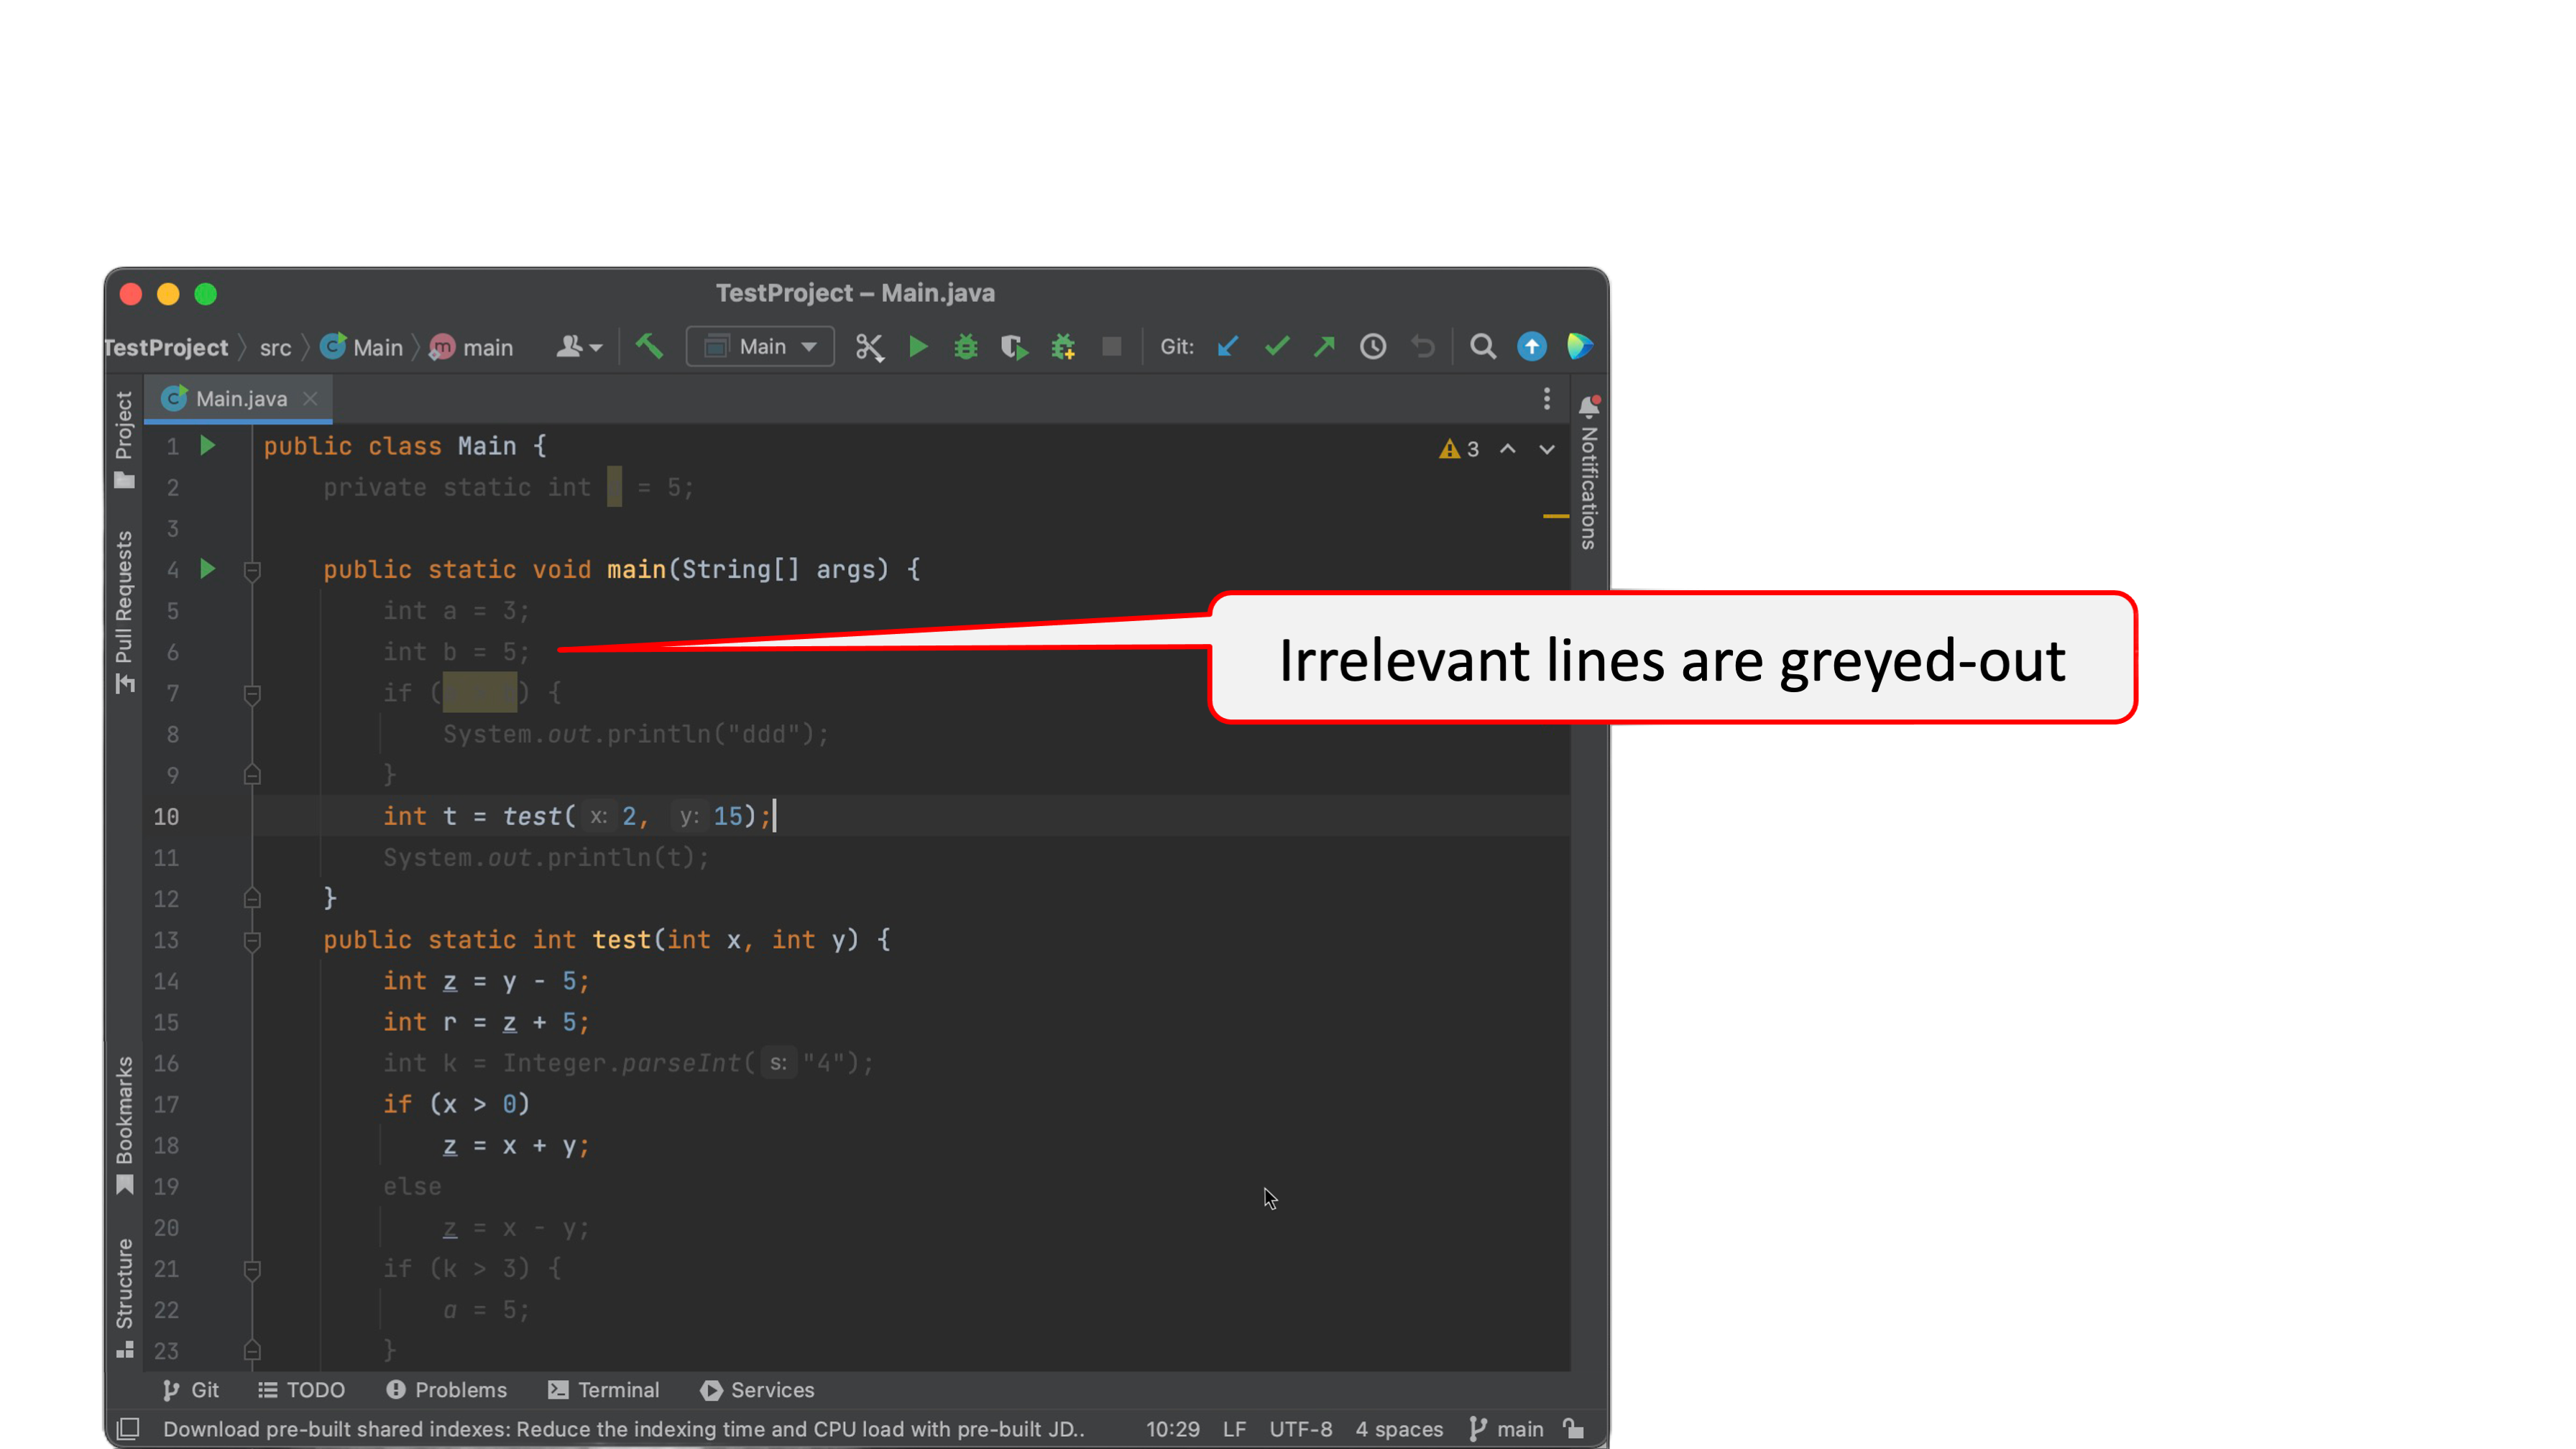 TestProject – Main.java
TestProject src Main main Main Git:
Main.java
Project
Pull Requests
Bookmarks
Structure
Notifications
3
1 public class Main {
2 private static int = 5;
3
4 public static void main(String[] args) {
5 int a = 3;
6 int b = 5;
Irrelevant lines are greyed-out
7 if ( ) {
8 System.out.println("ddd");
9 }
10 int t = test( x: 2, y: 15);
11 System.out.println(t);
12 }
13 public static int test(int x, int y) {
14 int z = y - 5;
15 int r = z + 5;
16 int k = Integer.parseInt( s: "4");
17 if (x > 0)
18 z = x + y;
19 else
20 z = x - y;
21 if (k > 3) {
22 a = 5;
23 }
Git TODO Problems Terminal Services
Download pre-built shared indexes: Reduce the indexing time and CPU load with pre-built JD.. 10:29 LF UTF-8 4 spaces main